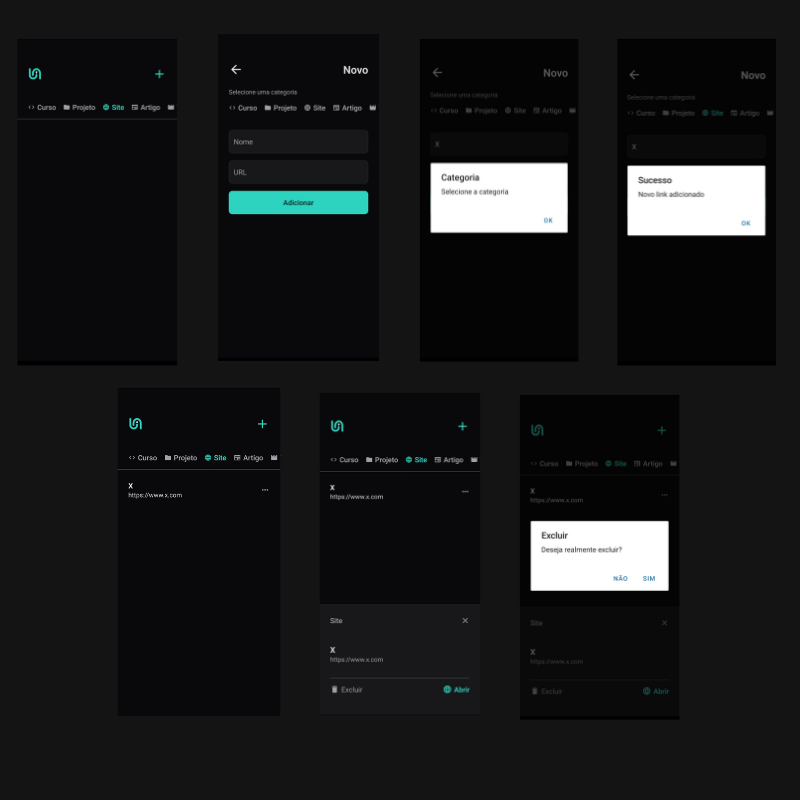 Curso Projeto Site Artigo
Novo
Selecione uma categoria
Curso Projeto Site Artigo
Nome
URL
Adicionar
Novo
Selecione uma categoria
Curso Projeto Site Artigo
X
Categoria
Selecione a categoria
OK
Novo
Selecione uma categoria
Curso Projeto Site Artigo
X
Sucesso
Novo link adicionado
OK
Curso Projeto Site Artigo
X
https://www.x.com
Curso Projeto Site Artigo
X
https://www.x.com
Site
X
https://www.x.com
Excluir Abrir
Curso Projeto Site Artigo
X
https://www.x.com
Excluir
Deseja realmente excluir?
NÃO SIM
Site
X
https://www.x.com
Excluir Abrir